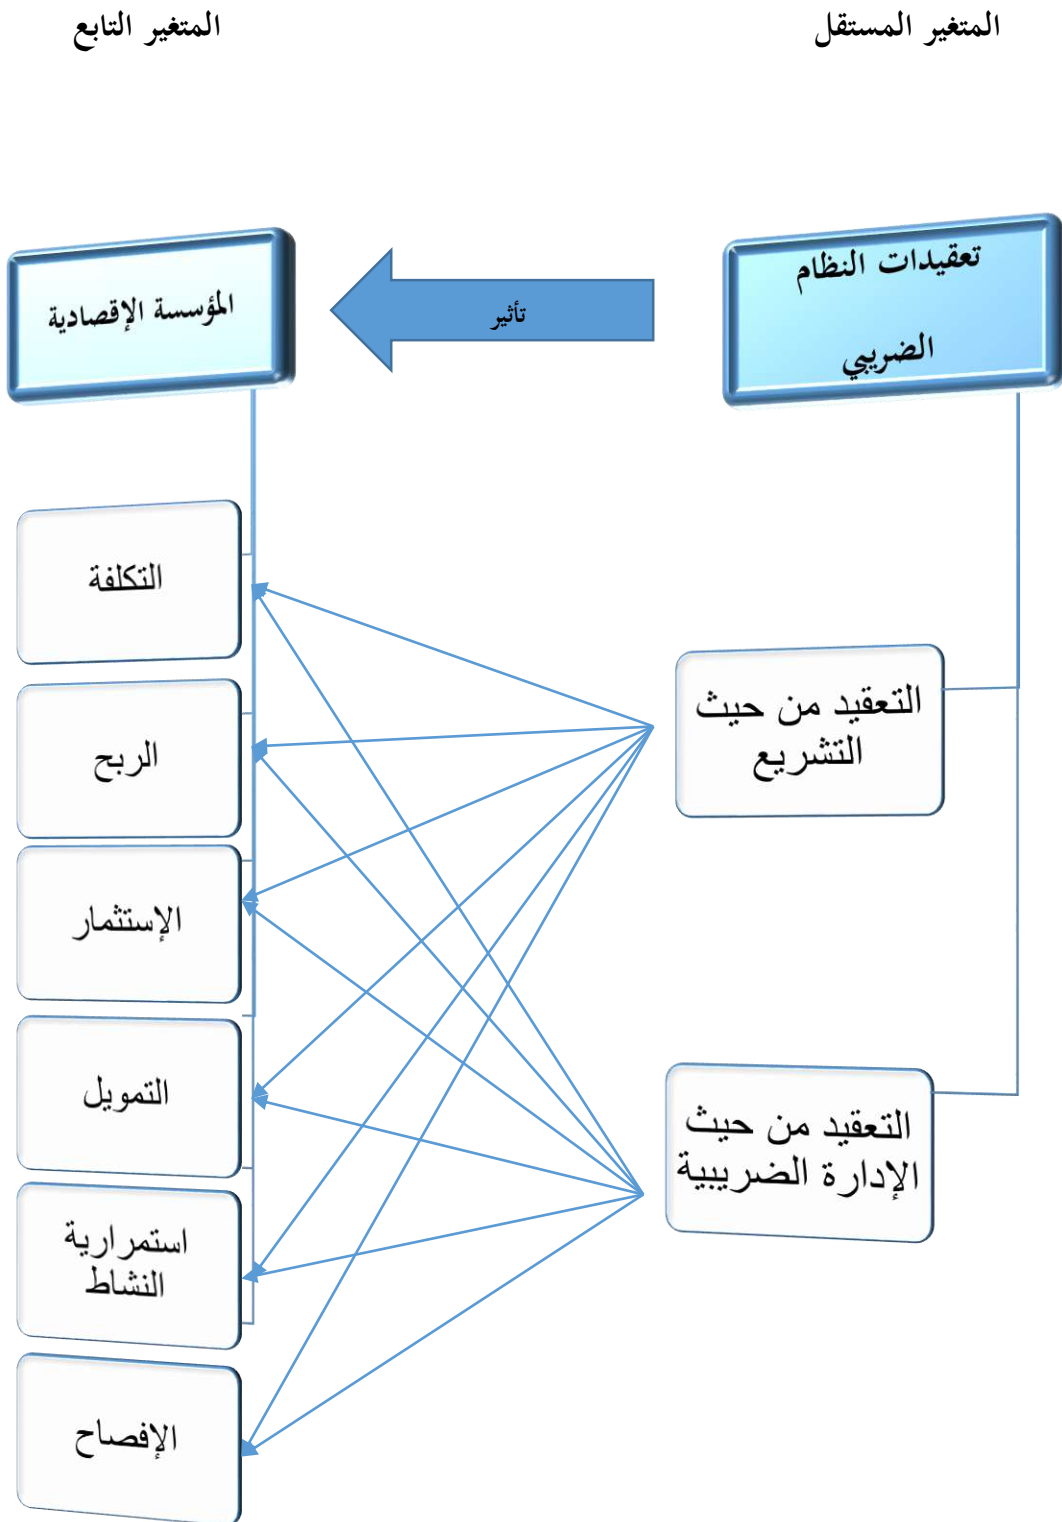 المتغير المستقل
المتغير التابع
تعقيدات النظام
الضريبي
تأثير
المؤسسة الإقصادية
التعقيد من حيث
التشريع
التعقيد من حيث
الإدارة الضريبية
التكلفة
الربح
الإستثمار
التمويل
استمرارية
النشاط
الإفصاح